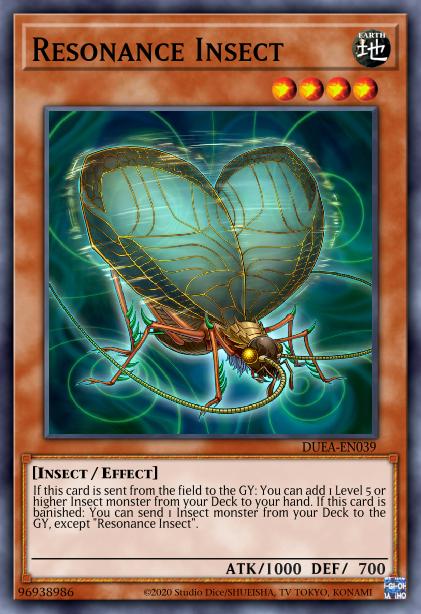 RESONANCE INSECT
EARTH
地
DUEA-EN039
[INSECT / EFFECT]
If this card is sent from the field to the GY: You can add 1 Level 5 or
higher Insect monster from your Deck to your hand. If this card is
banished: You can send 1 Insect monster from your Deck to the
GY, except "Resonance Insect".
ATK/1000 DEF/ 700
96938986
©2020 Studio Dice/SHUEISHA, TV TOKYO, KONAMI